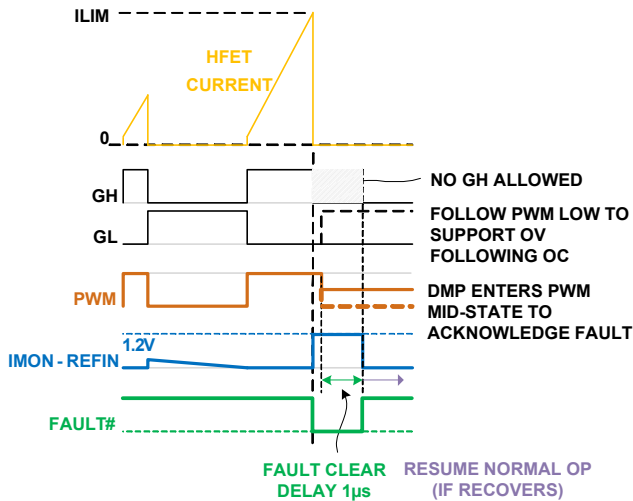 ILIM
HFET
CURRENT
0
GH
NO GH ALLOWED
GL
FOLLOW PWM LOW TO
SUPPORT OV
FOLLOWING OC
PWM
DMP ENTERS PWM
MID-STATE TO
ACKNOWLEDGE FAULT
1.2V
IMON - REFIN
FAULT#
FAULT CLEAR
DELAY 1µs
RESUME NORMAL OP
(IF RECOVERS)